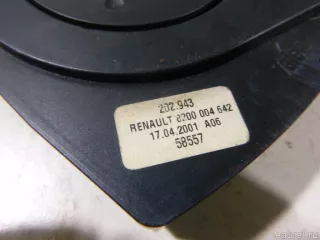 202.943
RENAULT 8200 004 642
17.04.2001 A06
58557